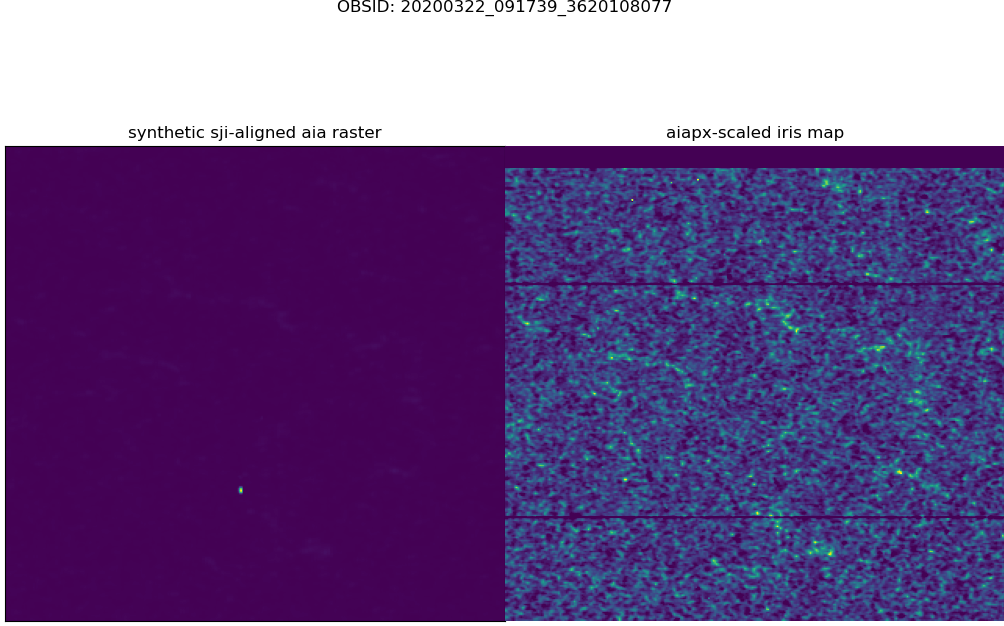 OBSID: 20200322_091739_3620108077
synthetic sji-aligned aia raster
aiapx-scaled iris map